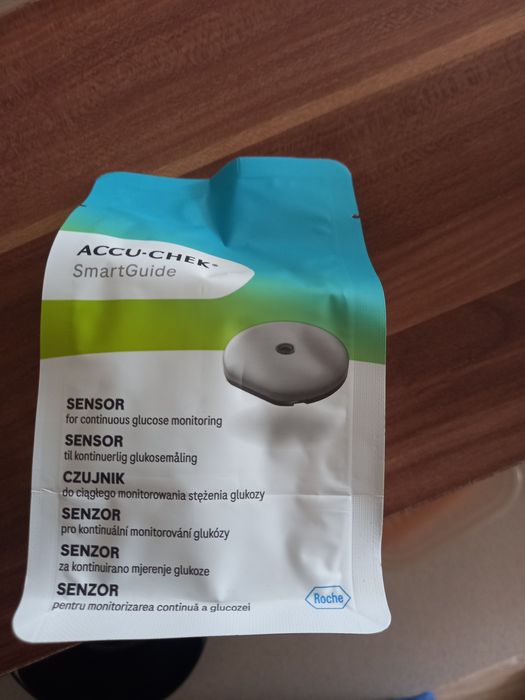 ACCU-CHEK
SmartGuide
SENSOR
for continuous glucose monitoring
SENSOR
til kontinuerlig glukosemåling
CZUJNIK
do ciągłego monitorowania stężenia glukozy
SENZOR
pro kontinuální monitorování glukózy
SENZOR
za kontinuirano mjerenje glukoze
SENZOR
pentru monitorizarea continuă a glucozei
Roche